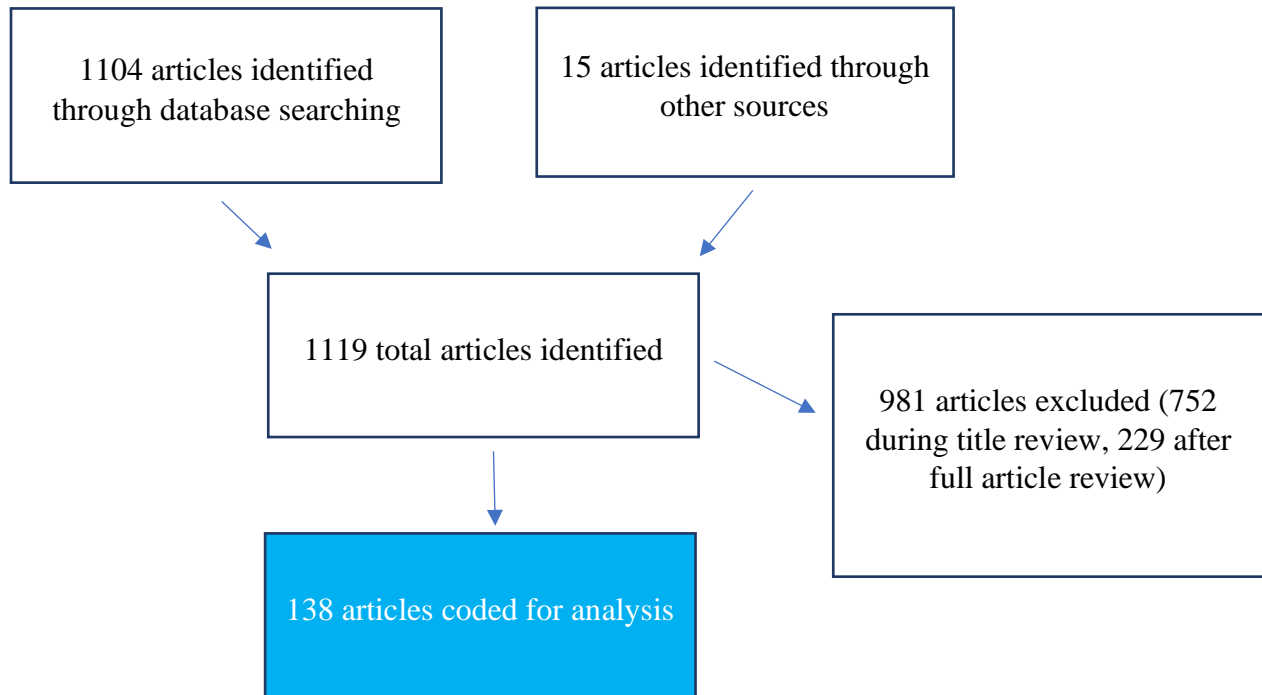 1104 articles identified
through database searching
15 articles identified through
other sources
1119 total articles identified
981 articles excluded (752
during title review, 229 after
full article review)
138 articles coded for analysis